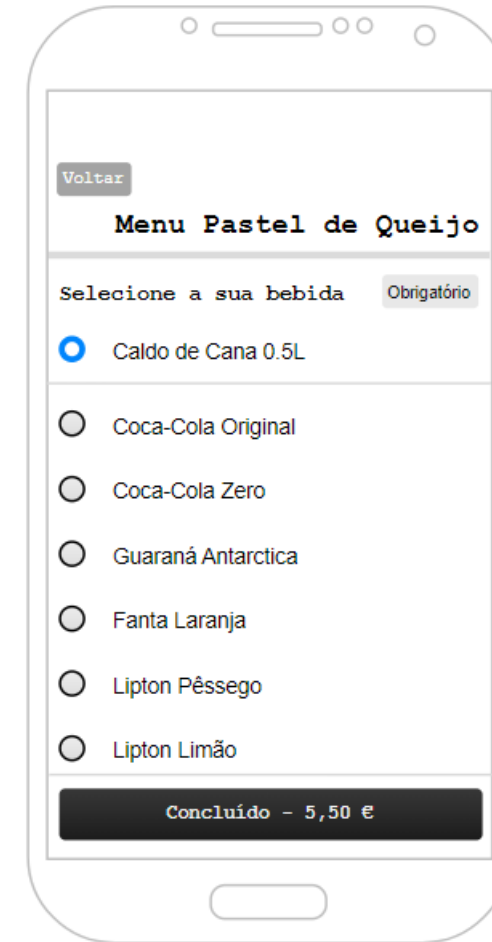 Voltar
Menu Pastel de Queijo
Selecione a sua bebida Obrigatório
Caldo de Cana 0.5L
Coca-Cola Original
Coca-Cola Zero
Guaraná Antarctica
Fanta Laranja
Lipton Pêssego
Lipton Limão
Concluído - 5,50 €